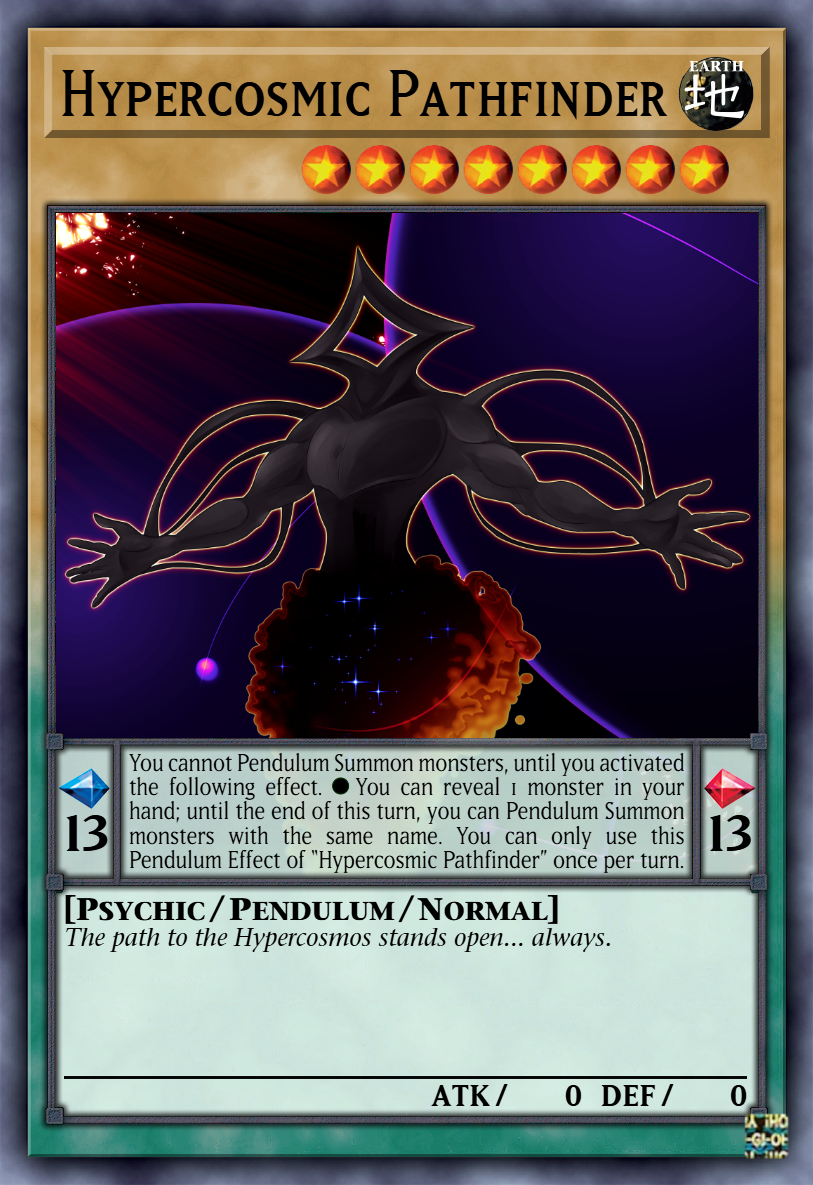 Hypercosmic Pathfinder
EARTH
地
You cannot Pendulum Summon monsters, until you activated
the following effect. ● You can reveal 1 monster in your
hand; until the end of this turn, you can Pendulum Summon
monsters with the same name. You can only use this
Pendulum Effect of "Hypercosmic Pathfinder" once per turn.
13
13
[Psychic/Pendulum/Normal]
The path to the Hypercosmos stands open... always.
ATK/ 0 DEF/ 0